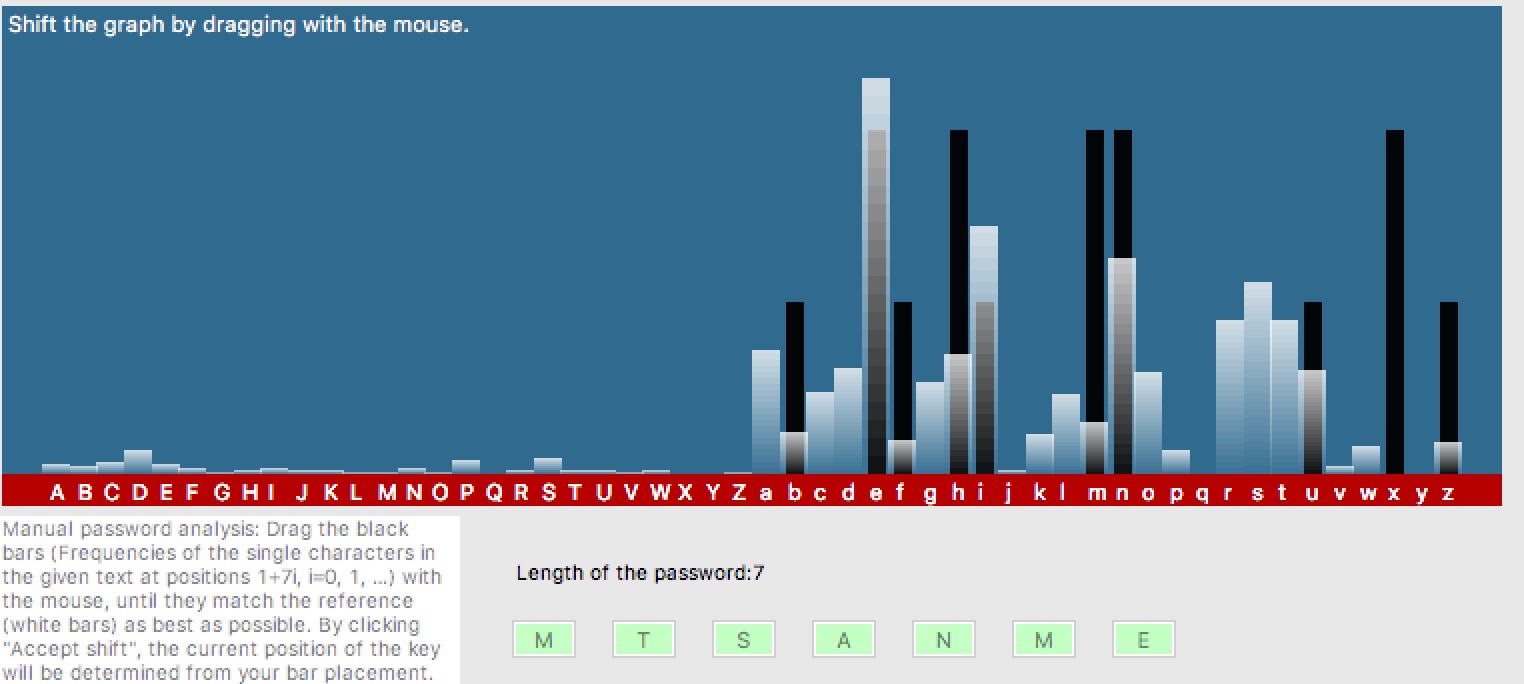 Shift the graph by dragging with the mouse.
A B C D E F G H I J K L M N O P Q R S T U V W X Y Z a b c d e f g h i j k l m n o p q r s t u v w x y z
Manual password analysis: Drag the black
bars (Frequencies of the single characters in
the given text at positions 1+7i, i=0, 1, ...) with
the mouse, until they match the reference
(white bars) as best as possible. By clicking
"Accept shift", the current position of the key
will be determined from your bar placement.
Length of the password:7
M T S A N M E